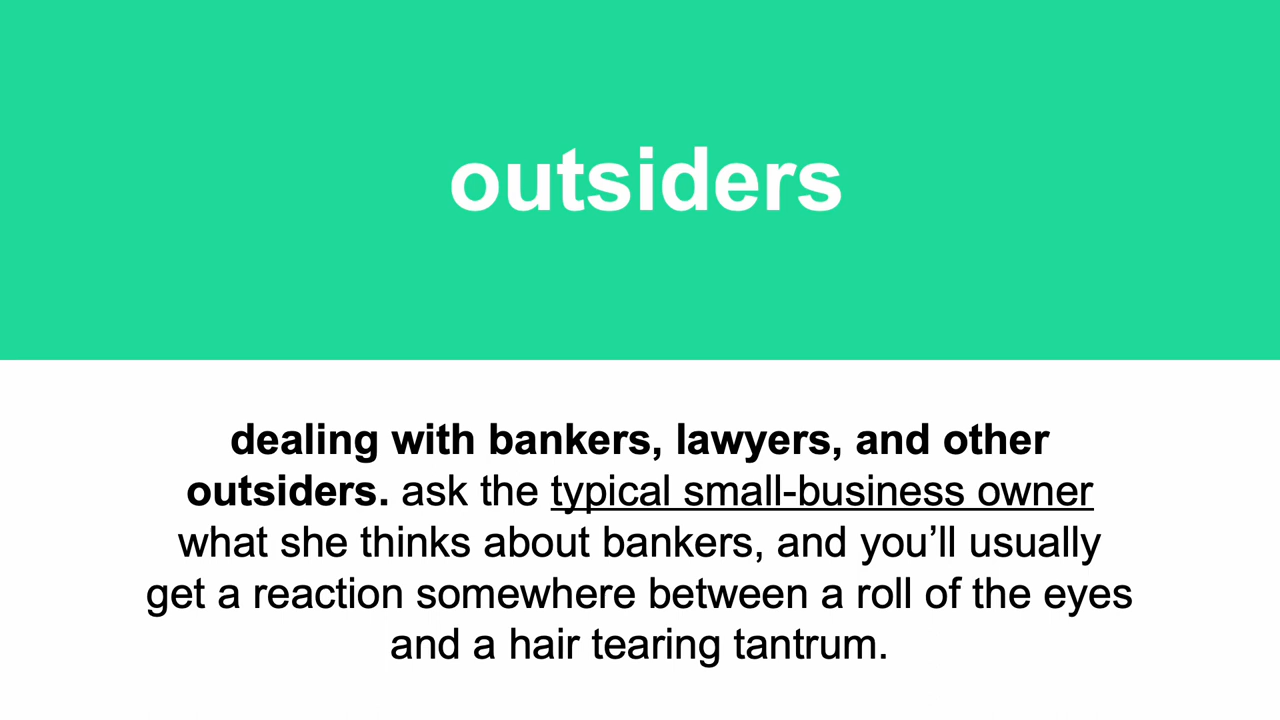 outsiders
dealing with bankers, lawyers, and other
outsiders. ask the typical small-business owner
what she thinks about bankers, and you’ll usually
get a reaction somewhere between a roll of the eyes
and a hair tearing tantrum.